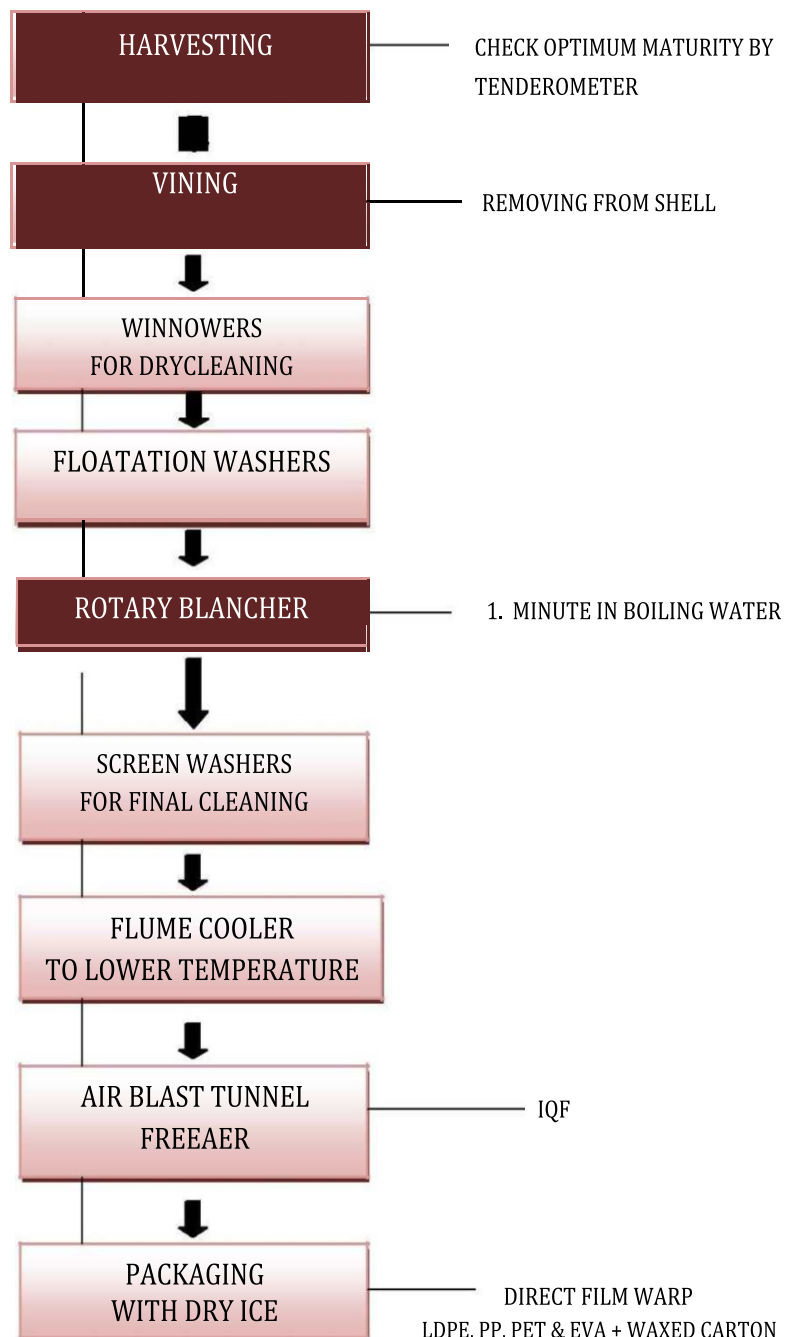 HARVESTING
CHECK OPTIMUM MATURITY BY
TENDEROMETER
VINING
REMOVING FROM SHELL
WINNOWERS
FOR DRYCLEANING
FLOATATION WASHERS
ROTARY BLANCHER
1. MINUTE IN BOILING WATER
SCREEN WASHERS
FOR FINAL CLEANING
FLUME COOLER
TO LOWER TEMPERATURE
AIR BLAST TUNNEL
FREEAER
IQF
PACKAGING
WITH DRY ICE
DIRECT FILM WARP
LDPE, PP, PET & EVA + WAXED CARTON